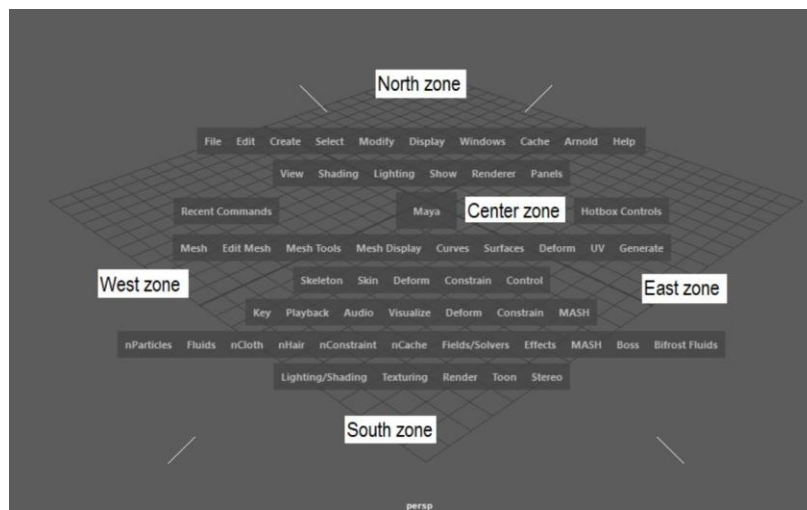 North zone
File Edit Create Select Modify Display Windows Cache Arnold Help
View Shading Lighting Show Renderer Panels
Recent Commands Maya Center zone Hotbox Controls
Mesh Edit Mesh Mesh Tools Mesh Display Curves Surfaces Deform UV Generate
West zone Skeleton Skin Deform Constrain Control East zone
Key Playback Audio Visualize Deform Constrain MASH
nParticles Fluids nCloth nHair nConstraint nCache Fields/Solvers Effects MASH Boss Bifrost Fluids
Lighting/Shading Texturing Render Toon Stereo
South zone
persp